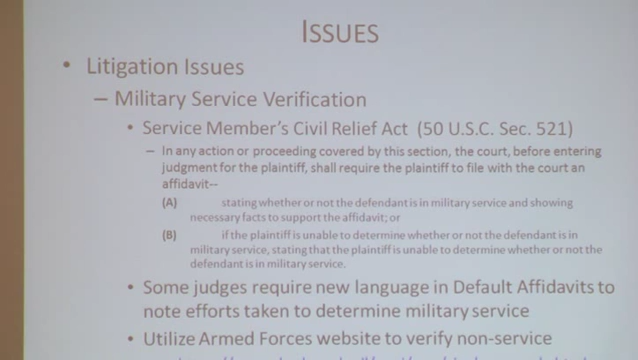 ISSUES
• Litigation Issues
– Military Service Verification
• Service Member's Civil Relief Act (50 U.S.C. Sec. 521)
– In any action or proceeding covered by this section, the court, before entering
judgment for the plaintiff, shall require the plaintiff to file with the court an
affidavit--
(A) stating whether or not the defendant is in military service and showing
necessary facts to support the affidavit; or
(B) if the plaintiff is unable to determine whether or not the defendant is in
military service, stating that the plaintiff is unable to determine whether or not the
defendant is in military service.
• Some judges require new language in Default Affidavits to
note efforts taken to determine military service
• Utilize Armed Forces website to verify non-service